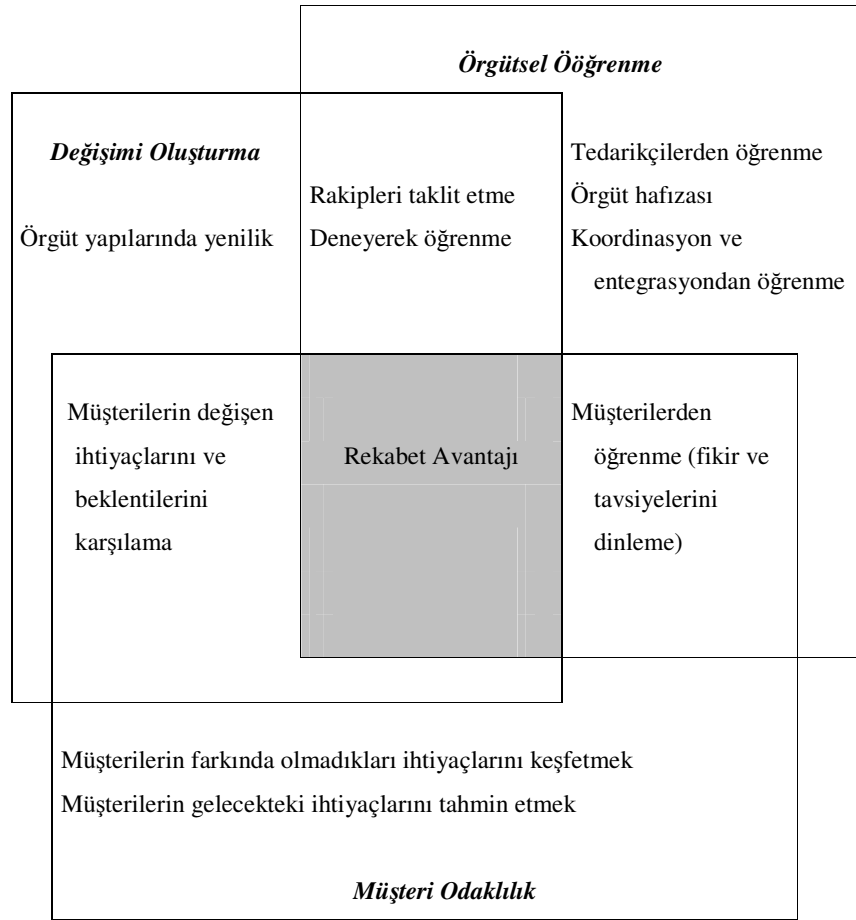 Örgütsel Ööğrenme
Değişimi Oluşturma
Örgüt yapılarında yenilik
Rakipleri taklit etme
Deneyerek öğrenme
Tedarikçilerden öğrenme
Örgüt hafızası
Koordinasyon ve
entegrasyondan öğrenme
Müşterilerin değişen
ihtiyaçlarını ve
beklentilerini
karşılama
Rekabet Avantajı
Müşterilerden
öğrenme (fikir ve
tavsiyelerini
dinleme)
Müşterilerin farkında olmadıkları ihtiyaçlarını keşfetmek
Müşterilerin gelecekteki ihtiyaçlarını tahmin etmek
Müşteri Odaklılık